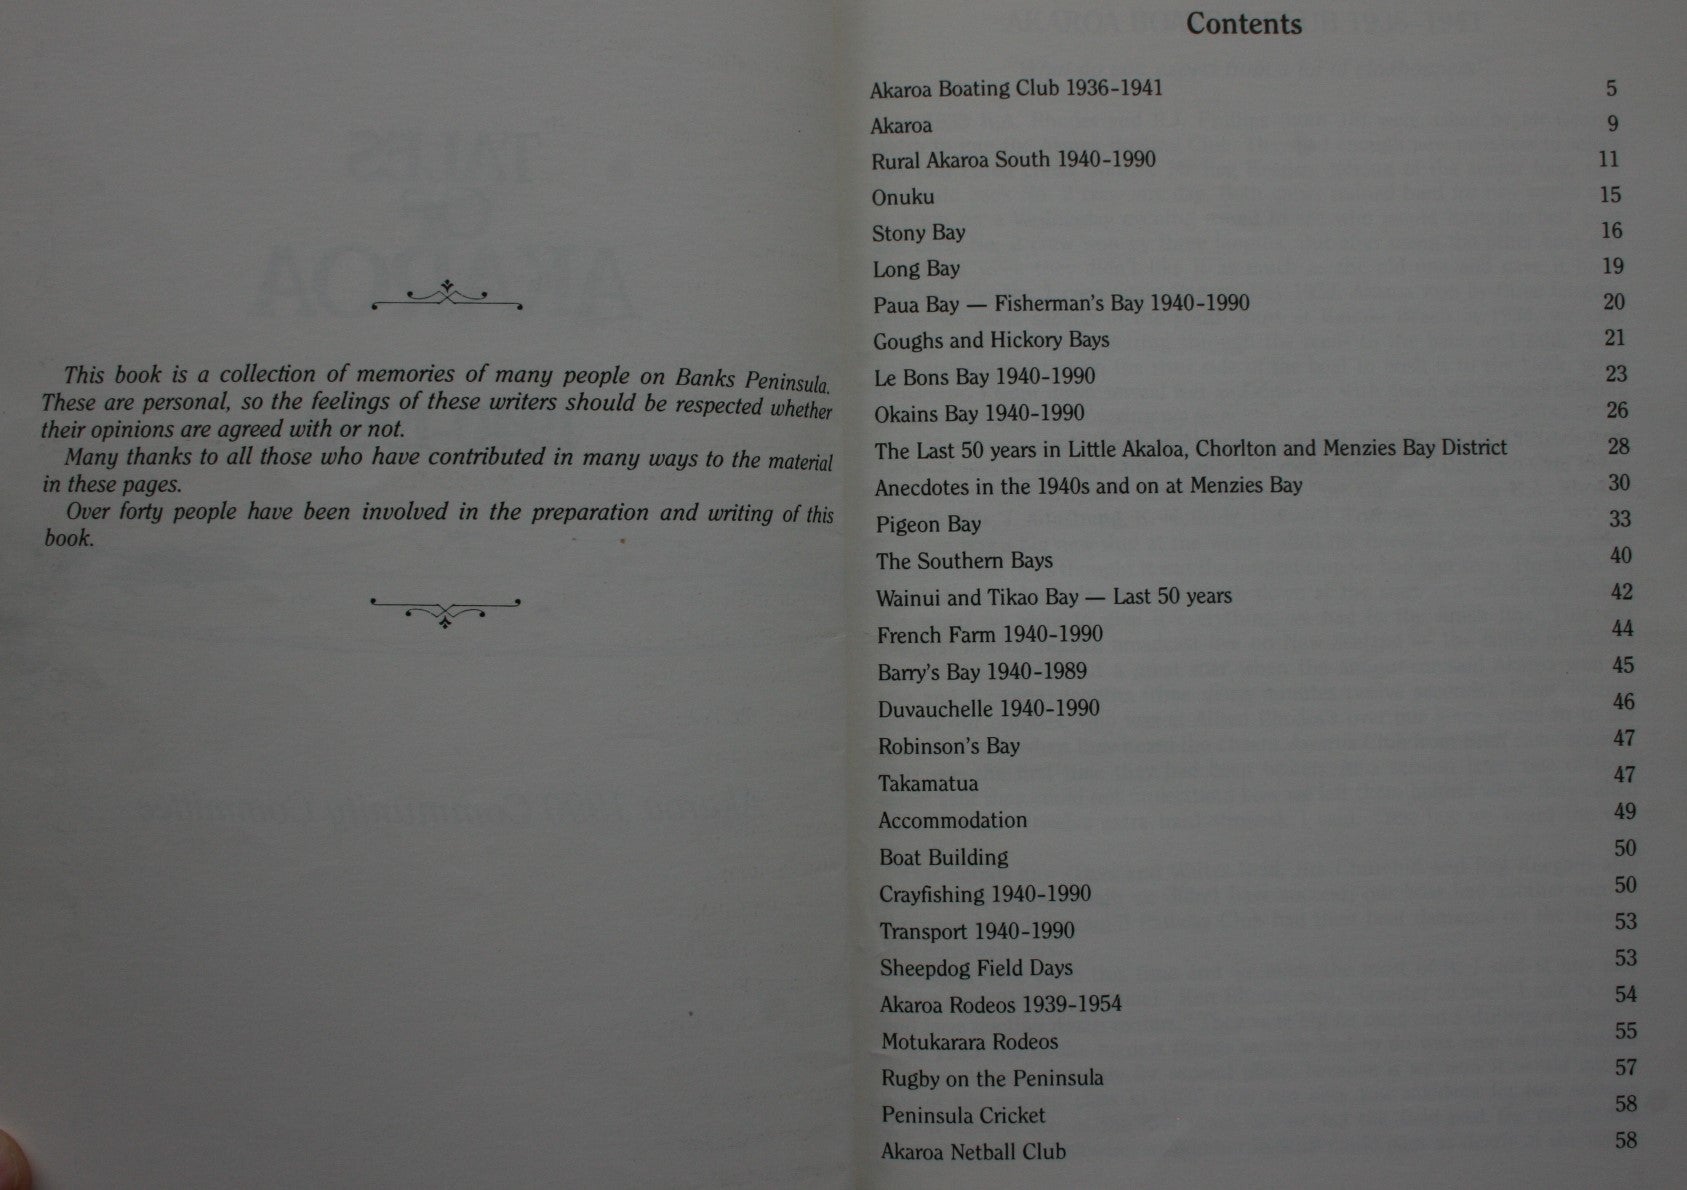 This book is a collection of memories of many people on Banks Peninsula.
These are personal, so the feelings of these writers should be respected whether
their opinions are agreed with or not.
Many thanks to all those who have contributed in many ways to the material
in these pages.
Over forty people have been involved in the preparation and writing of this
book.
Contents
Akaroa Boating Club 1936-1941 5
Akaroa 9
Rural Akaroa South 1940-1990 11
Onuku 15
Stony Bay 16
Long Bay 19
Paua Bay — Fisherman's Bay 1940-1990 20
Goughs and Hickory Bays 21
Le Bons Bay 1940-1990 23
Okains Bay 1940-1990 26
The Last 50 years in Little Akaloa, Chorlton and Menzies Bay District 28
Anecdotes in the 1940s and on at Menzies Bay 30
Pigeon Bay 33
The Southern Bays 40
Wainui and Tikao Bay — Last 50 years 42
French Farm 1940-1990 44
Barry's Bay 1940-1989 45
Duvauchelle 1940-1990 46
Robinson's Bay 47
Takamatua 47
Accommodation 49
Boat Building 50
Crayfishing 1940-1990 50
Transport 1940-1990 53
Sheepdog Field Days 53
Akaroa Rodeos 1939-1954 54
Motukarara Rodeos 55
Rugby on the Peninsula 57
Peninsula Cricket 58
Akaroa Netball Club 58